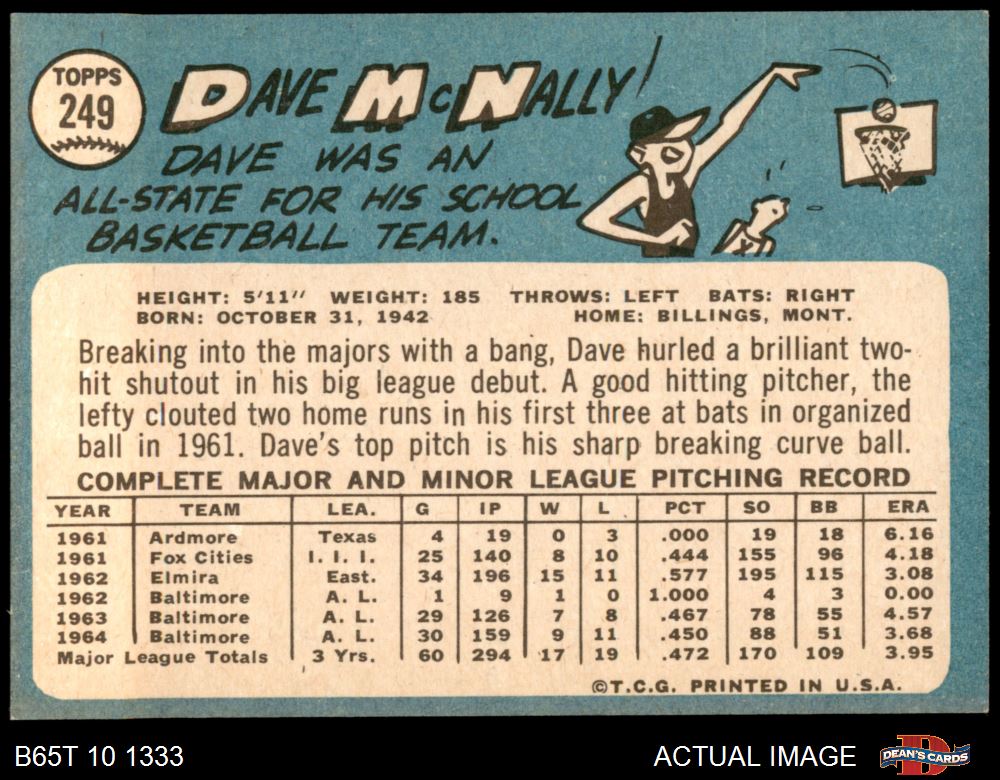 TOPPS
249
DAVE McNALLY!
DAVE WAS AN
ALL-STATE FOR HIS SCHOOL
BASKETBALL TEAM.
HEIGHT: 5'11" WEIGHT: 185 THROWS: LEFT BATS: RIGHT
BORN: OCTOBER 31, 1942 HOME: BILLINGS, MONT.
Breaking into the majors with a bang, Dave hurled a brilliant two-
hit shutout in his big league debut. A good hitting pitcher, the
lefty clouted two home runs in his first three at bats in organized
ball in 1961. Dave's top pitch is his sharp breaking curve ball.
COMPLETE MAJOR AND MINOR LEAGUE PITCHING RECORD
YEAR TEAM LEA. G IP W L PCT SO BB ERA
1961 Ardmore Texas 4 19 0 3 .000 19 18 6.16
1961 Fox Cities I. I. I. 25 140 8 10 .444 155 96 4.18
1962 Elmira East. 34 196 15 11 .577 195 115 3.08
1962 Baltimore A. L. 1 9 1 0 1.000 4 3 0.00
1963 Baltimore A. L. 29 126 7 8 .467 78 55 4.57
1964 Baltimore A. L. 30 159 9 11 .450 88 51 3.68
Major League Totals 3 Yrs. 60 294 17 19 .472 170 109 3.95
©T.C.G. PRINTED IN U.S.A.
B65T 10 1333
ACTUAL IMAGE
D
DEAN'S CARDS